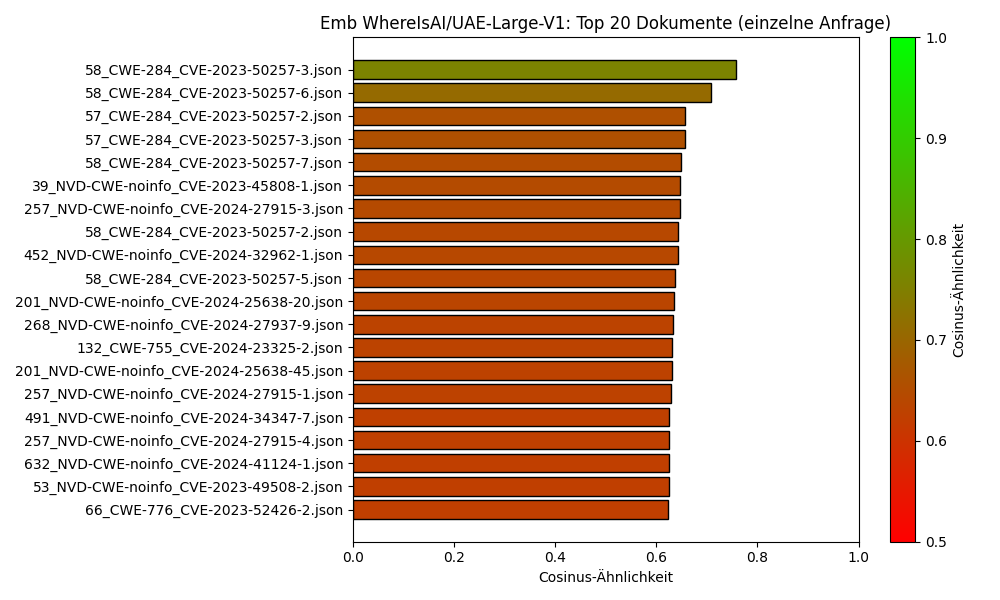 Emb WhereIsAI/UAE-Large-V1: Top 20 Dokumente (einzelne Anfrage)
58_CWE-284_CVE-2023-50257-3.json
58_CWE-284_CVE-2023-50257-6.json
57_CWE-284_CVE-2023-50257-2.json
57_CWE-284_CVE-2023-50257-3.json
58_CWE-284_CVE-2023-50257-7.json
39_NVD-CWE-noinfo_CVE-2023-45808-1.json
257_NVD-CWE-noinfo_CVE-2024-27915-3.json
58_CWE-284_CVE-2023-50257-2.json
452_NVD-CWE-noinfo_CVE-2024-32962-1.json
58_CWE-284_CVE-2023-50257-5.json
201_NVD-CWE-noinfo_CVE-2024-25638-20.json
268_NVD-CWE-noinfo_CVE-2024-27937-9.json
132_CWE-755_CVE-2024-23325-2.json
201_NVD-CWE-noinfo_CVE-2024-25638-45.json
257_NVD-CWE-noinfo_CVE-2024-27915-1.json
491_NVD-CWE-noinfo_CVE-2024-34347-7.json
257_NVD-CWE-noinfo_CVE-2024-27915-4.json
632_NVD-CWE-noinfo_CVE-2024-41124-1.json
53_NVD-CWE-noinfo_CVE-2023-49508-2.json
66_CWE-776_CVE-2023-52426-2.json
0.0 0.2 0.4 0.6 0.8 1.0
Cosinus-Ähnlichkeit
1.0
0.9
0.8
0.7
0.6
0.5
Cosinus-Ähnlichkeit